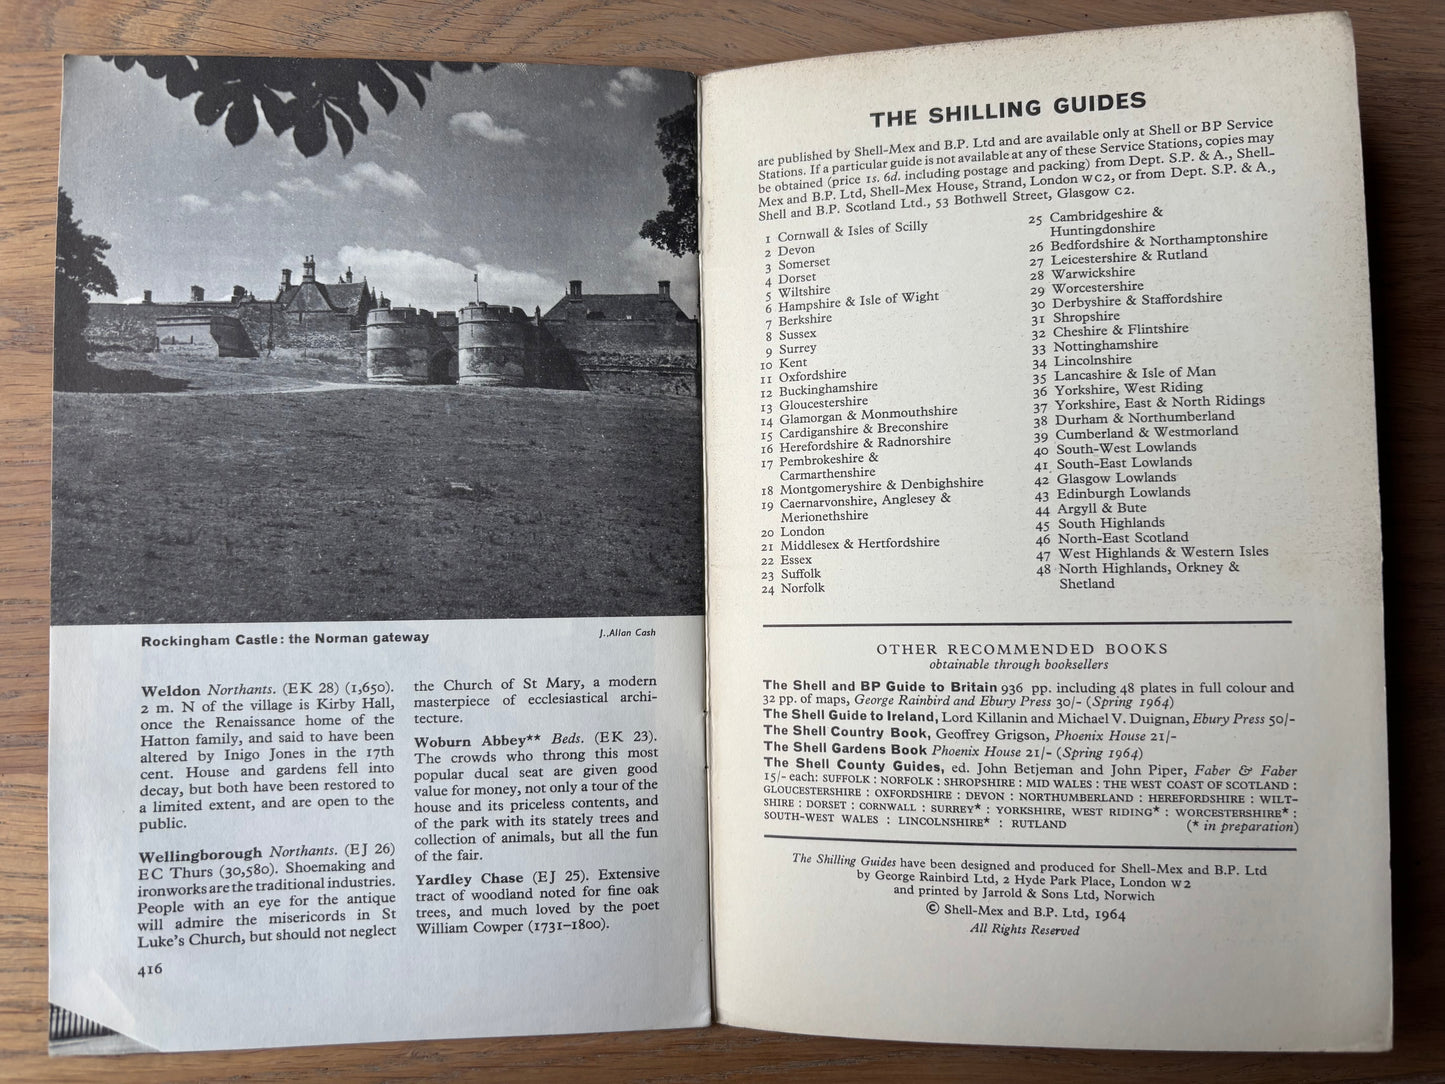 Rockingham Castle: the Norman gateway
J. Allan Cash
Weldon Northants. (EK 28) (1,650).
2 m. N of the village is Kirby Hall,
once the Renaissance home of the
Hatton family, and said to have been
altered by Inigo Jones in the 17th
cent. House and gardens fell into
decay, but both have been restored to
a limited extent, and are open to the
public.
Wellingborough Northants. (EJ 26)
EC Thurs (30,580). Shoemaking and
ironworks are the traditional industries.
People with an eye for the antique
will admire the misericords in St
Luke's Church, but should not neglect
the Church of St Mary, a modern
masterpiece of ecclesiastical archi-
tecture.
Woburn Abbey** Beds. (EK 23).
The crowds who throng this most
popular ducal seat are given good
value for money, not only a tour of the
house and its priceless contents, and
of the park with its stately trees and
collection of animals, but all the fun
of the fair.
Yardley Chase (EJ 25). Extensive
tract of woodland noted for fine oak
trees, and much loved by the poet
William Cowper (1731–1800).
416
THE SHILLING GUIDES
are published by Shell-Mex and B.P. Ltd and are available only at Shell or BP Service
Stations. If a particular guide is not available at any of these Service Stations, copies may
be obtained (price 1s. 6d. including postage and packing) from Dept. S.P. & A., Shell-
Mex and B.P. Ltd, Shell-Mex House, Strand, London WC2, or from Dept. S.P. & A.,
Shell and B.P. Scotland Ltd., 53 Bothwell Street, Glasgow C2.
1 Cornwall & Isles of Scilly
2 Devon
3 Somerset
4 Dorset
5 Wiltshire
6 Hampshire & Isle of Wight
7 Berkshire
8 Sussex
9 Surrey
10 Kent
11 Oxfordshire
12 Buckinghamshire
13 Gloucestershire
14 Glamorgan & Monmouthshire
15 Cardiganshire & Breconshire
16 Herefordshire & Radnorshire
17 Pembrokeshire &
Carmarthenshire
18 Montgomeryshire & Denbighshire
19 Caernarvonshire, Anglesey &
Merionethshire
20 London
21 Middlesex & Hertfordshire
22 Essex
23 Suffolk
24 Norfolk
25 Cambridgeshire &
Huntingdonshire
26 Bedfordshire & Northamptonshire
27 Leicestershire & Rutland
28 Warwickshire
29 Worcestershire
30 Derbyshire & Staffordshire
31 Shropshire
32 Cheshire & Flintshire
33 Nottinghamshire
34 Lincolnshire
35 Lancashire & Isle of Man
36 Yorkshire, West Riding
37 Yorkshire, East & North Ridings
38 Durham & Northumberland
39 Cumberland & Westmorland
40 South-West Lowlands
41 South-East Lowlands
42 Glasgow Lowlands
43 Edinburgh Lowlands
44 Argyll & Bute
45 South Highlands
46 North-East Scotland
47 West Highlands & Western Isles
48 North Highlands, Orkney &
Shetland
OTHER RECOMMENDED BOOKS
obtainable through booksellers
The Shell and BP Guide to Britain 936 pp. including 48 plates in full colour and
32 pp. of maps, George Rainbird and Ebury Press 30/- (Spring 1964)
The Shell Guide to Ireland, Lord Killanin and Michael V. Duignan, Ebury Press 50/-
The Shell Country Book, Geoffrey Grigson, Phoenix House 21/-
The Shell Gardens Book Phoenix House 21/- (Spring 1964)
The Shell County Guides, ed. John Betjeman and John Piper, Faber & Faber
15/- each: SUFFOLK : NORFOLK : SHROPSHIRE : MID WALES : THE WEST COAST OF SCOTLAND :
GLOUCESTERSHIRE : OXFORDSHIRE : DEVON : NORTHUMBERLAND : HEREFORDSHIRE : WILT-
SHIRE : DORSET : CORNWALL : SURREY* : YORKSHIRE, WEST RIDING* : WORCESTERSHIRE* :
SOUTH-WEST WALES : LINCOLNSHIRE* : RUTLAND (* in preparation)
The Shilling Guides have been designed and produced for Shell-Mex and B.P. Ltd
by George Rainbird Ltd, 2 Hyde Park Place, London W2
and printed by Jarrold & Sons Ltd, Norwich
© Shell-Mex and B.P. Ltd, 1964
All Rights Reserved